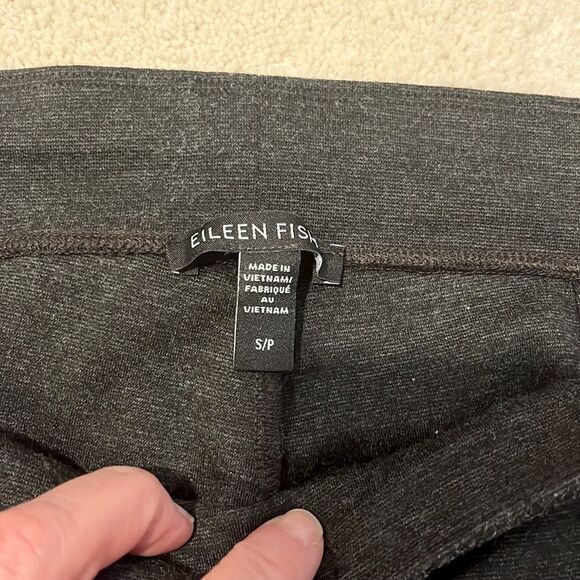 EILEEN FISH
MADE IN
VIETNAM/
FABRIQUÉ
AU
VIETNAM
S/P